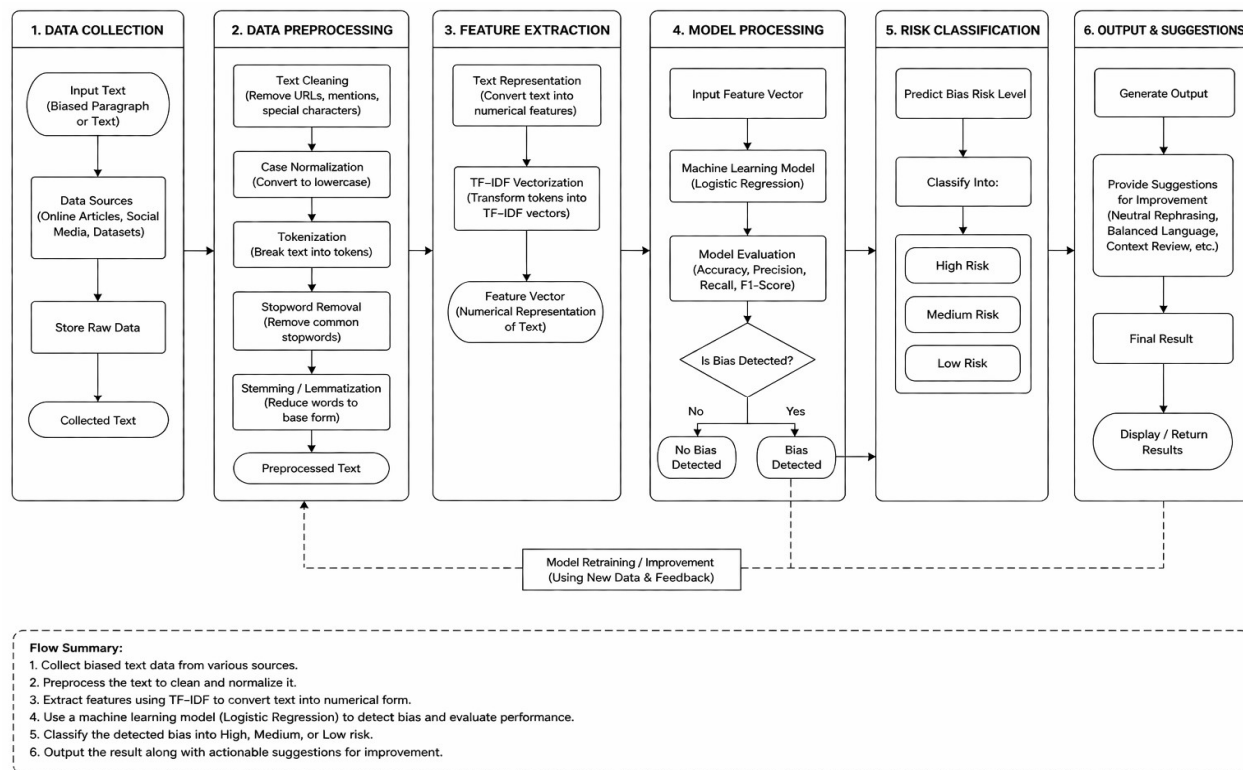 1. DATA COLLECTION
Input Text
(Biased Paragraph
or Text)
Data Sources
(Online Articles, Social
Media, Datasets)
Store Raw Data
Collected Text
2. DATA PREPROCESSING
Text Cleaning
(Remove URLs, mentions,
special characters)
Case Normalization
(Convert to lowercase)
Tokenization
(Break text into tokens)
Stopword Removal
(Remove common
stopwords)
Stemming / Lemmatization
(Reduce words to
base form)
Preprocessed Text
3. FEATURE EXTRACTION
Text Representation
(Convert text into
numerical features)
TF–IDF Vectorization
(Transform tokens into
TF–IDF vectors)
Feature Vector
(Numerical Representation
of Text)
4. MODEL PROCESSING
Input Feature Vector
Machine Learning Model
(Logistic Regression)
Model Evaluation
(Accuracy, Precision,
Recall, F1–Score)
Is Bias Detected?
No
Yes
No Bias
Detected
Bias
Detected
5. RISK CLASSIFICATION
Predict Bias Risk Level
Classify Into:
High Risk
Medium Risk
Low Risk
6. OUTPUT & SUGGESTIONS
Generate Output
Provide Suggestions
for Improvement
(Neutral Rephrasing,
Balanced Language,
Context Review, etc.)
Final Result
Display / Return
Results
Model Retraining / Improvement
(Using New Data & Feedback)
Flow Summary:
1. Collect biased text data from various sources.
2. Preprocess the text to clean and normalize it.
3. Extract features using TF–IDF to convert text into numerical form.
4. Use a machine learning model (Logistic Regression) to detect bias and evaluate performance.
5. Classify the detected bias into High, Medium, or Low risk.
6. Output the result along with actionable suggestions for improvement.